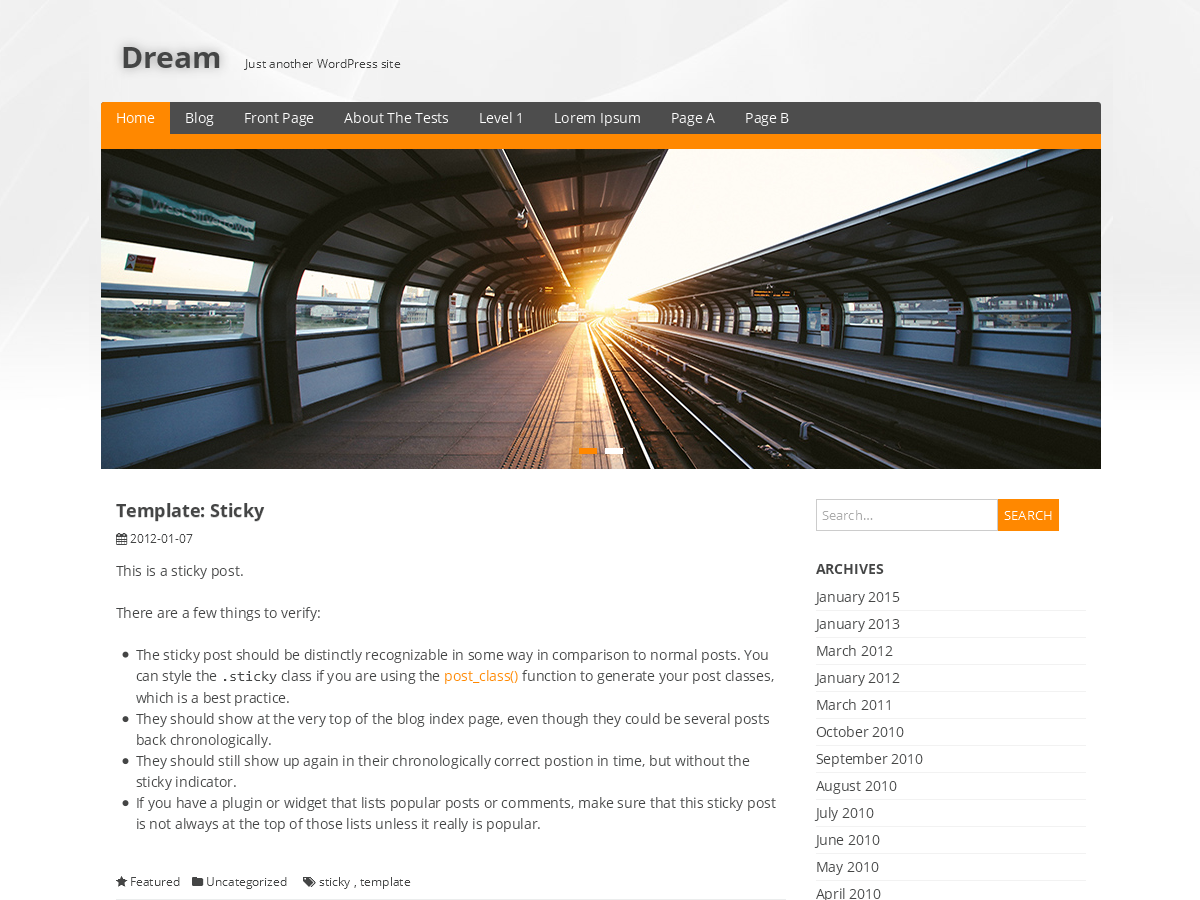 Dream
Just another WordPress site
Home Blog Front Page About The Tests Level 1 Lorem Ipsum Page A Page B
West Silvertown
Template: Sticky
2012-01-07
This is a sticky post.
There are a few things to verify:
The sticky post should be distinctly recognizable in some way in comparison to normal posts. You
can style the .sticky class if you are using the post_class() function to generate your post classes,
which is a best practice.
They should show at the very top of the blog index page, even though they could be several posts
back chronologically.
They should still show up again in their chronologically correct postion in time, but without the
sticky indicator.
If you have a plugin or widget that lists popular posts or comments, make sure that this sticky post
is not always at the top of those lists unless it really is popular.
Featured Uncategorized sticky , template
Search...
SEARCH
ARCHIVES
January 2015
January 2013
March 2012
January 2012
March 2011
October 2010
September 2010
August 2010
July 2010
June 2010
May 2010
April 2010